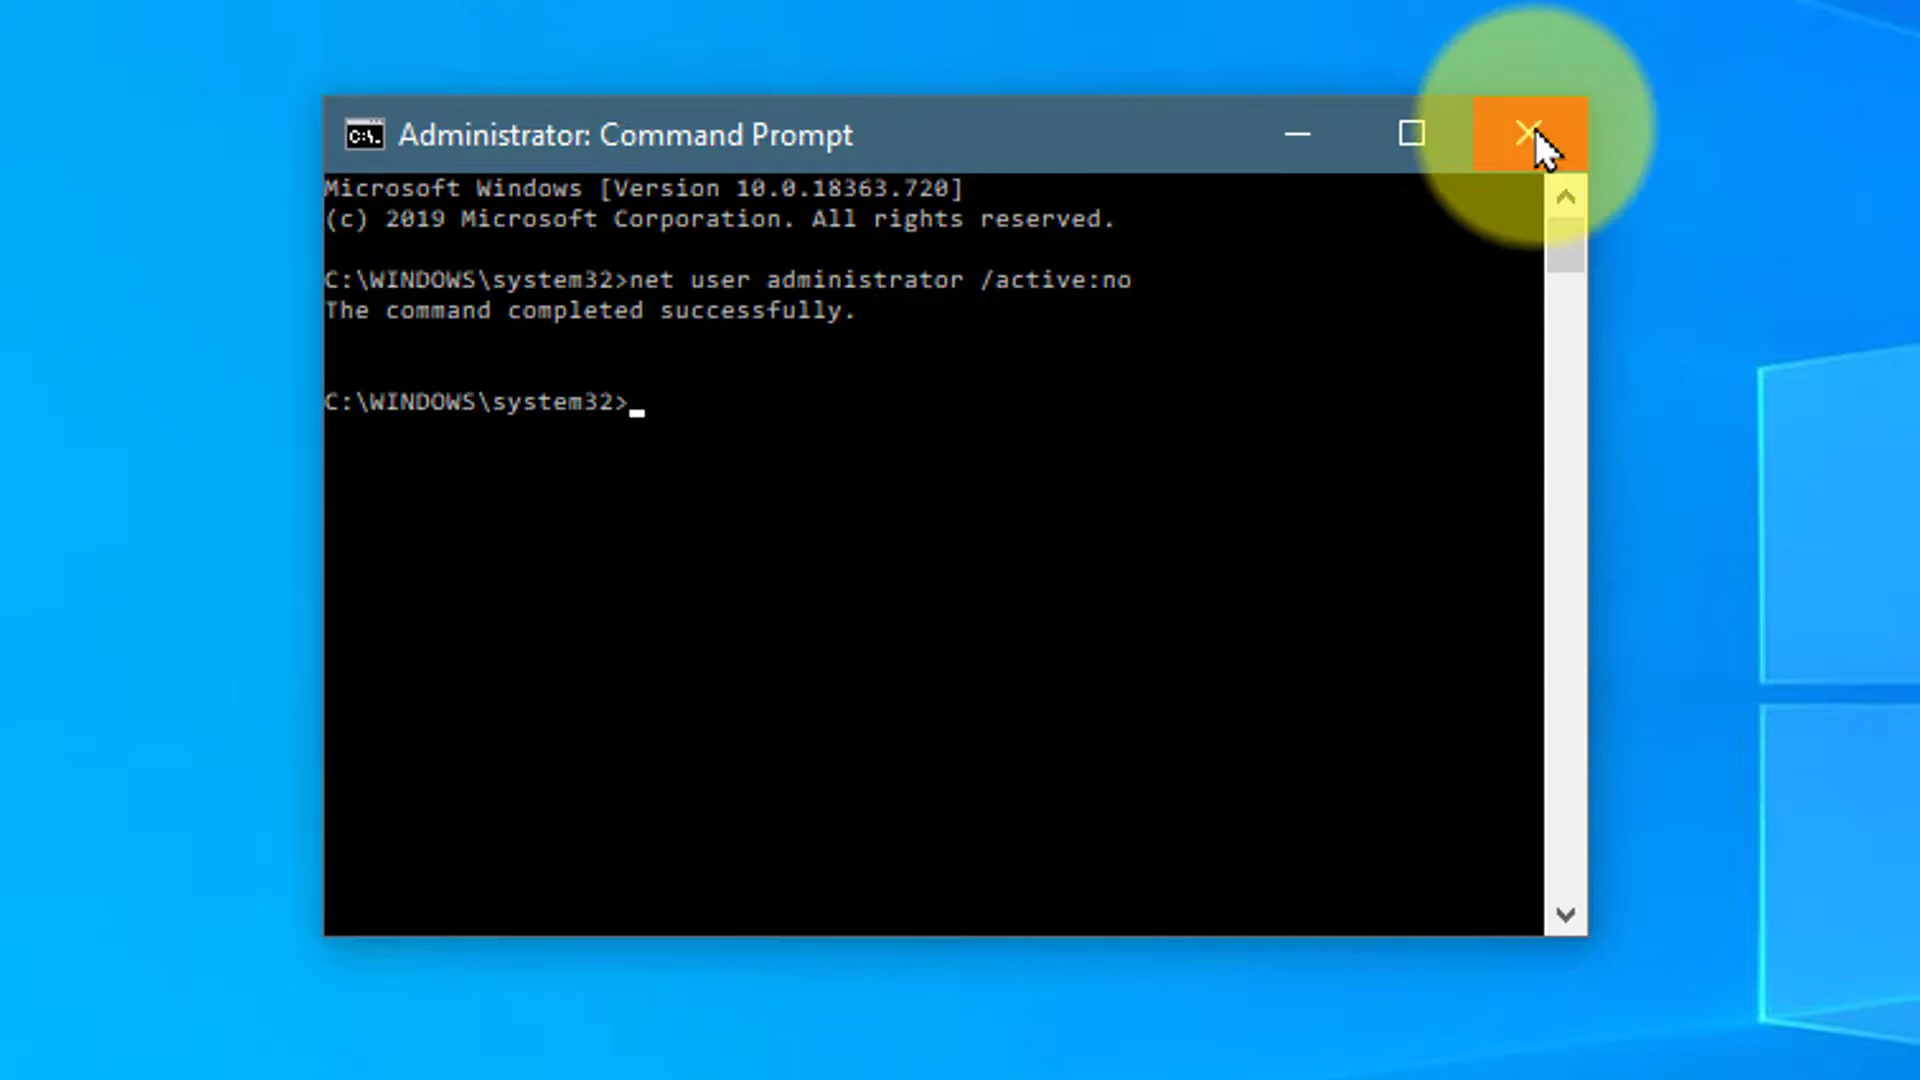 C:\.
Administrator: Command Prompt
Microsoft Windows [Version 10.0.18363.720]
(c) 2019 Microsoft Corporation. All rights reserved.
C:\WINDOWS\system32>net user administrator /active:no
The command completed successfully.
C:\WINDOWS\system32>